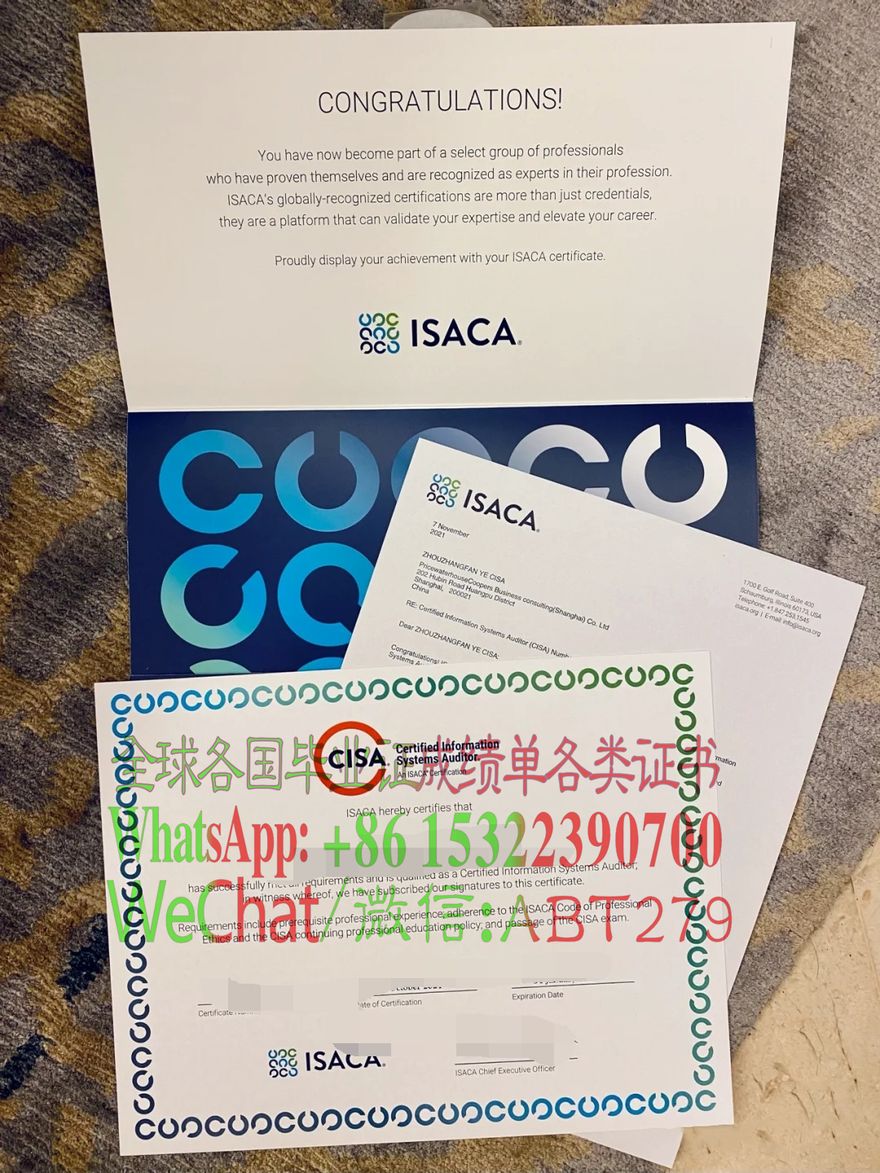 CONGRATULATIONS!
You have now become part of a select group of professionals
who have proven themselves and are recognized as experts in their profession.
ISACA's globally-recognized certifications are more than just credentials,
they are a platform that can validate your expertise and elevate your career.
Proudly display your achievement with your ISACA certificate.
ISACA®
ISACA®
7 November
2021
ZHOUZHANGFAN YE CISA
PricewaterhouseCoopers Business consulting(Shanghai) Co. Ltd
202 Hubin Road Huangpu District
Shanghai, 200021
China
RE: Certified Information Systems Auditor (CISA)
Dear ZHOUZHANGFAN YE CISA:
Congratulations!
Systems
1700 E. Golf Road, Suite 400
Schaumburg, Illinois 60173, USA
Telephone: +1.847.253.1545
isaca.org | E-mail: info@isaca.org
CISA® Certified Information
Systems Auditor®
An ISACA® Certification
全球各国毕业证成绩单各类证书
ISACA hereby certifies that
WhatsApp: +86 15322390700
has successfully met all requirements and is qualified as a Certified Information Systems Auditor;
in witness whereof, we have subscribed our signatures to this certificate.
WeChat/微信:ABT279
Requirements include prerequisite professional experience; adherence to the ISACA Code of Professional
Ethics and the CISA continuing professional education policy; and passage of the CISA exam.
Certificate
Date of Certification
Expiration Date
ISACA®
ISACA Chief Executive Officer